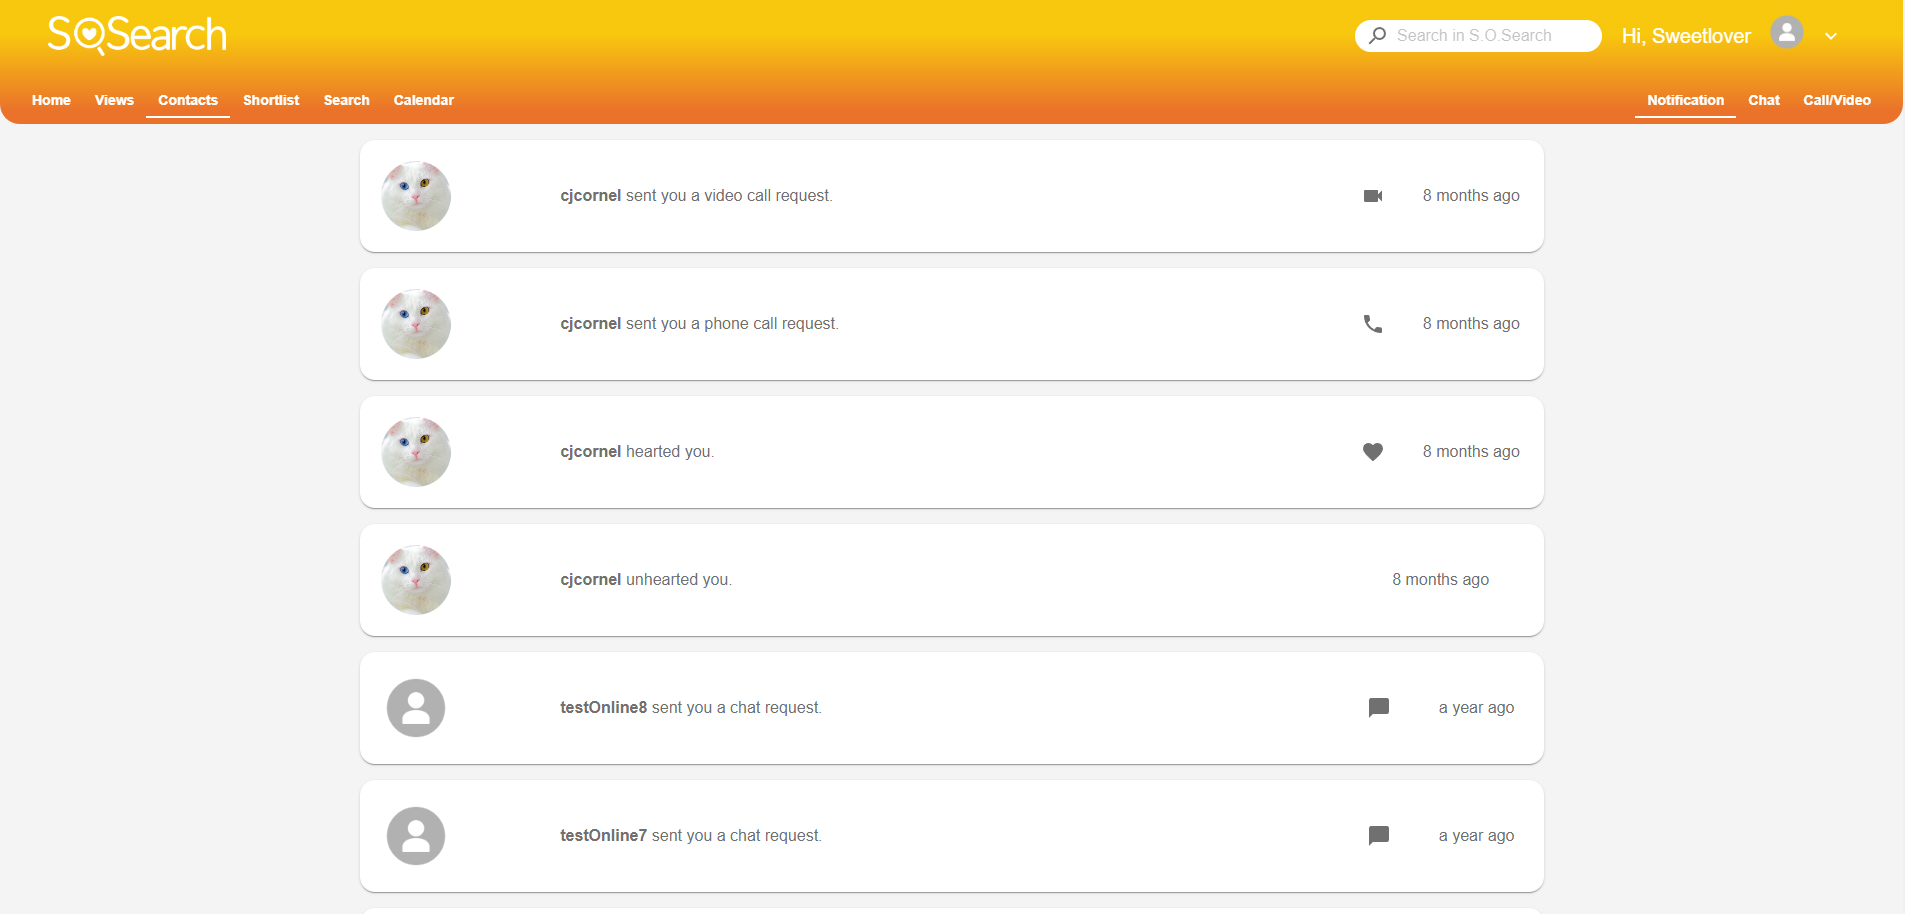 SOSearch
Search in S.O.Search
Hi, Sweetlover
Home Views Contacts Shortlist Search Calendar
Notification Chat Call/Video
cjcornel sent you a video call request. 8 months ago
cjcornel sent you a phone call request. 8 months ago
cjcornel hearted you. 8 months ago
cjcornel unhearted you. 8 months ago
testOnline8 sent you a chat request. a year ago
testOnline7 sent you a chat request. a year ago